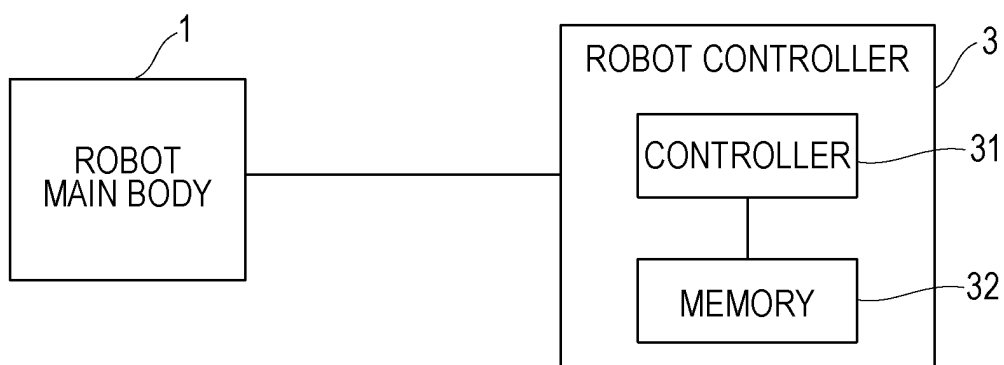 1
ROBOT
MAIN BODY
ROBOT CONTROLLER
3
CONTROLLER
31
MEMORY
32